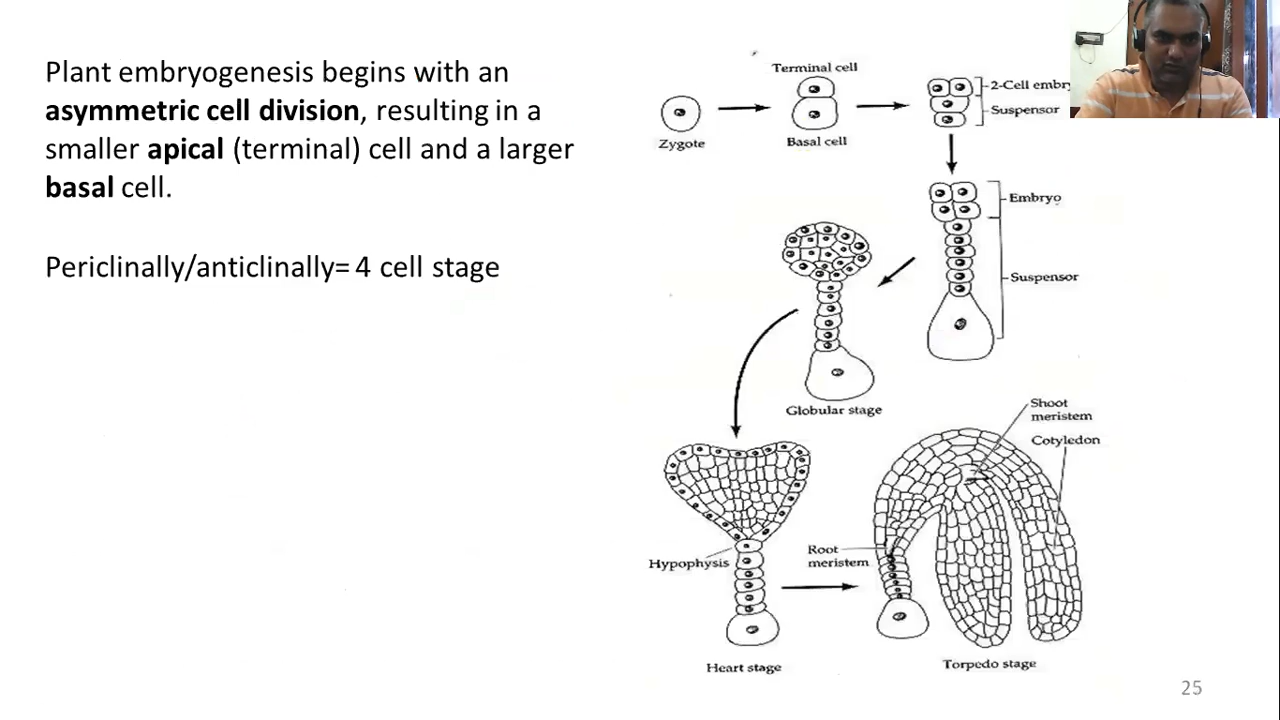 Plant embryogenesis begins with an
asymmetric cell division, resulting in a
smaller apical (terminal) cell and a larger
basal cell.
Periclinally/anticlinally= 4 cell stage
Terminal cell
Zygote
Basal cell
2-Cell embry
Suspensor
Embryo
Suspensor
Globular stage
Shoot
meristem
Cotyledon
Hypophysis
Root
meristem
Heart stage
Torpedo stage
25